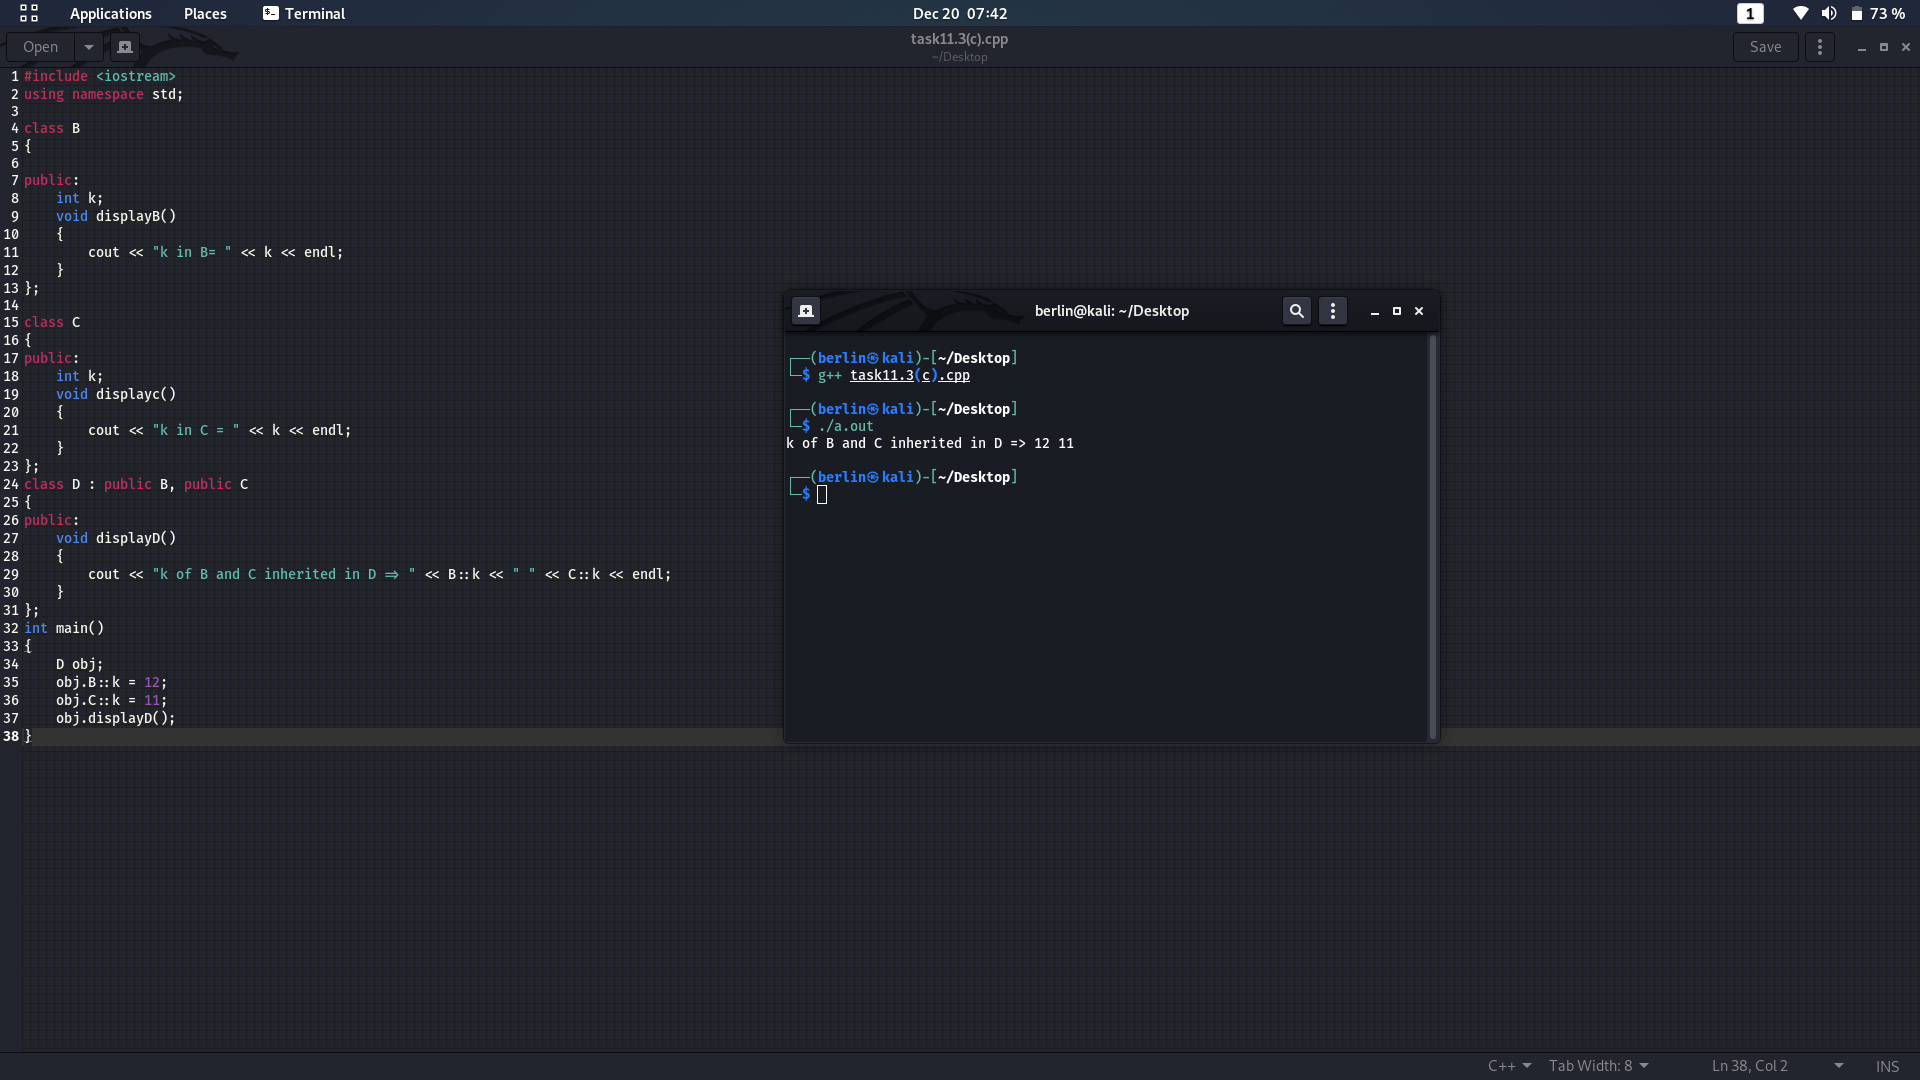 Applications Places Terminal Dec 20 07:42 1 73 %
Open task11.3(c).cpp Save
~/Desktop
1 #include <iostream>
2 using namespace std;
3
4 class B
5 {
6
7 public:
8     int k;
9     void displayB()
10     {
11         cout << "k in B= " << k << endl;
12     }
13 };
14
15 class C
16 {
17 public:
18     int k;
19     void displayc()
20     {
21         cout << "k in C = " << k << endl;
22     }
23 };
24 class D : public B, public C
25 {
26 public:
27     void displayD()
28     {
29         cout << "k of B and C inherited in D => " << B::k << " " << C::k << endl;
30     }
31 };
32 int main()
33 {
34     D obj;
35     obj.B::k = 12;
36     obj.C::k = 11;
37     obj.displayD();
38 }
berlin@kali: ~/Desktop
┌──(berlin㉿kali)-[~/Desktop]
└─$ g++ task11.3(c).cpp
┌──(berlin㉿kali)-[~/Desktop]
└─$ ./a.out
k of B and C inherited in D => 12 11
┌──(berlin㉿kali)-[~/Desktop]
└─$
C++ Tab Width: 8 Ln 38, Col 2 INS